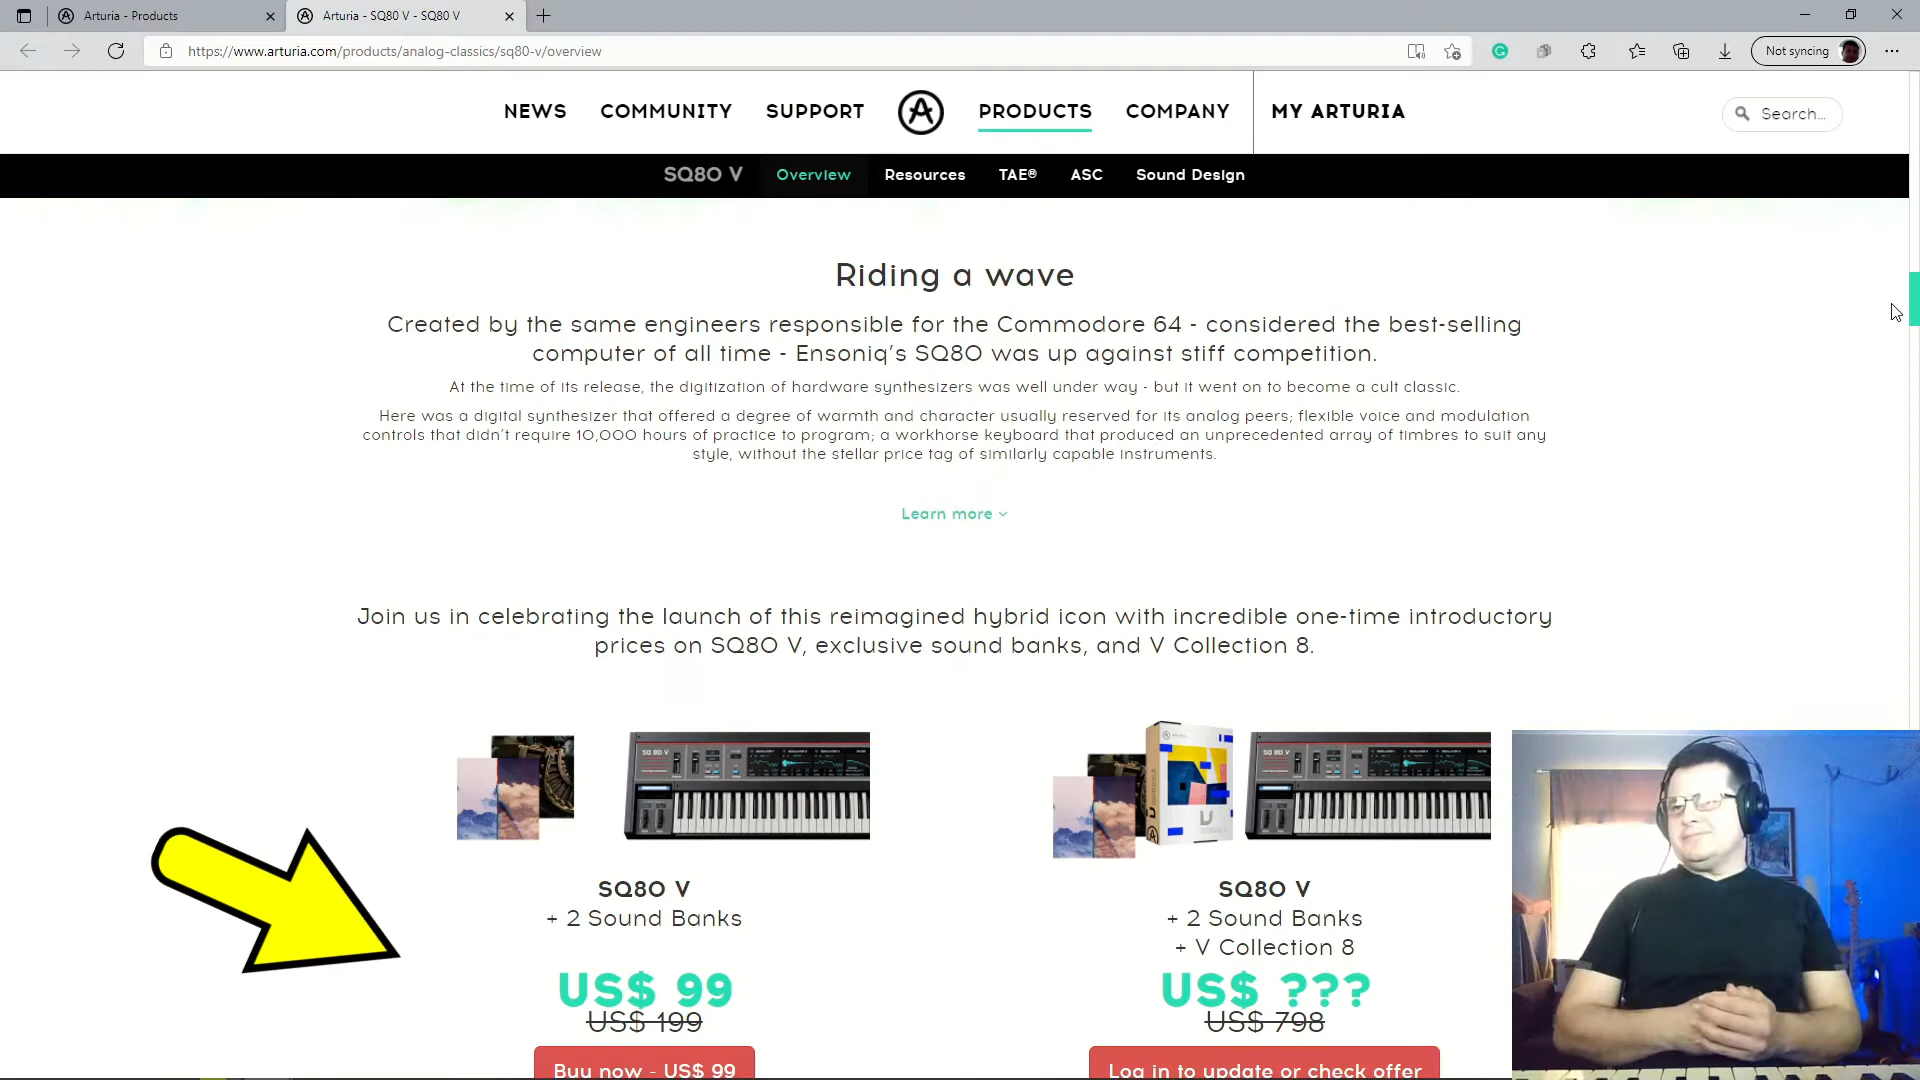 Arturia - Products
Arturia - SQ80 V - SQ80 V
https://www.arturia.com/products/analog-classics/sq80-v/overview
Not syncing
NEWS
COMMUNITY
SUPPORT
PRODUCTS
COMPANY
MY ARTURIA
Search...
SQ80 V
Overview
Resources
TAE®
ASC
Sound Design
Riding a wave
Created by the same engineers responsible for the Commodore 64 - considered the best-selling
computer of all time - Ensoniq's SQ80 was up against stiff competition.
At the time of its release, the digitization of hardware synthesizers was well under way - but it went on to become a cult classic.
Here was a digital synthesizer that offered a degree of warmth and character usually reserved for its analog peers; flexible voice and modulation
controls that didn't require 10,000 hours of practice to program; a workhorse keyboard that produced an unprecedented array of timbres to suit any
style, without the stellar price tag of similarly capable instruments.
Learn more
Join us in celebrating the launch of this reimagined hybrid icon with incredible one-time introductory
prices on SQ80 V, exclusive sound banks, and V Collection 8.
SQ80 V
SQ80 V
SQ80 V
+ 2 Sound Banks
US$ 99
US$ 199
Buy now - US$ 99
SQ80 V
+ 2 Sound Banks
+ V Collection 8
US$ ???
US$ 798
Log in to update or check offer